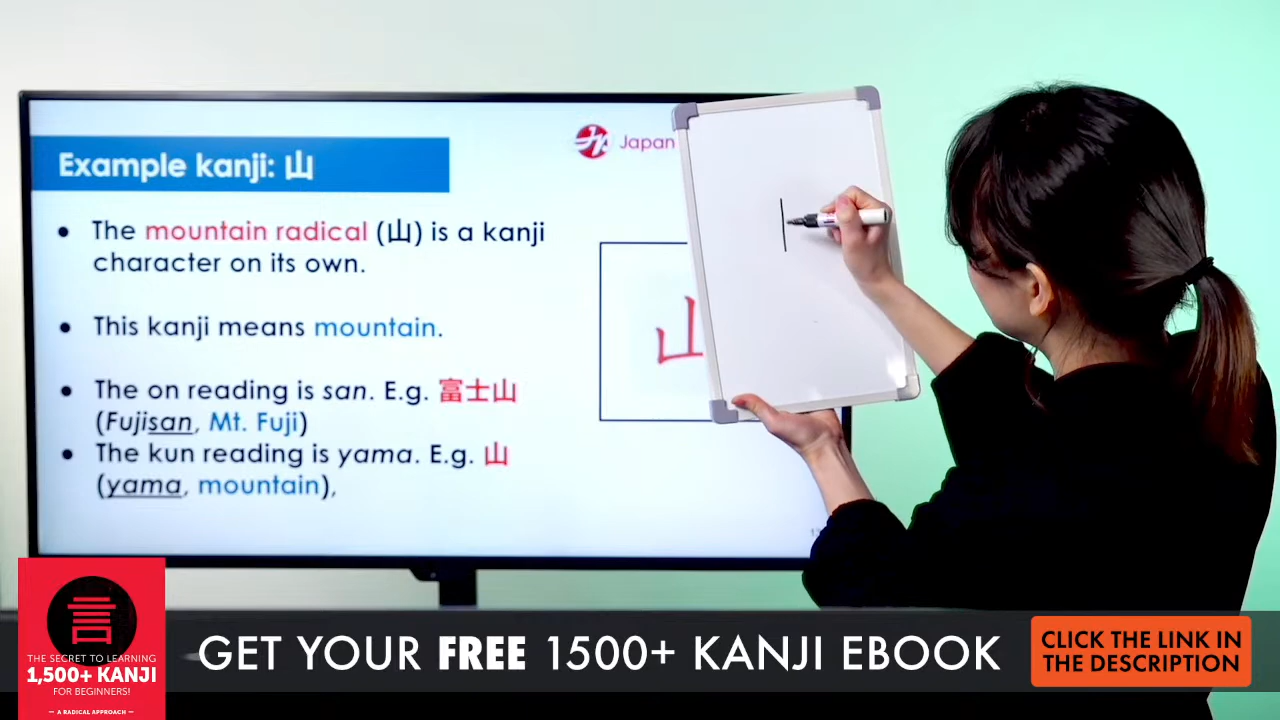 Example kanji: 山
Japan
• The mountain radical (山) is a kanji
character on its own.
• This kanji means mountain.
• The on reading is san. E.g. 富士山
(Fujisan, Mt. Fuji)
• The kun reading is yama. E.g. 山
(yama, mountain),
山
言
THE SECRET TO LEARNING
1,500+ KANJI
FOR BEGINNERS!
— A RADICAL APPROACH —
GET YOUR FREE 1500+ KANJI EBOOK
CLICK THE LINK IN
THE DESCRIPTION